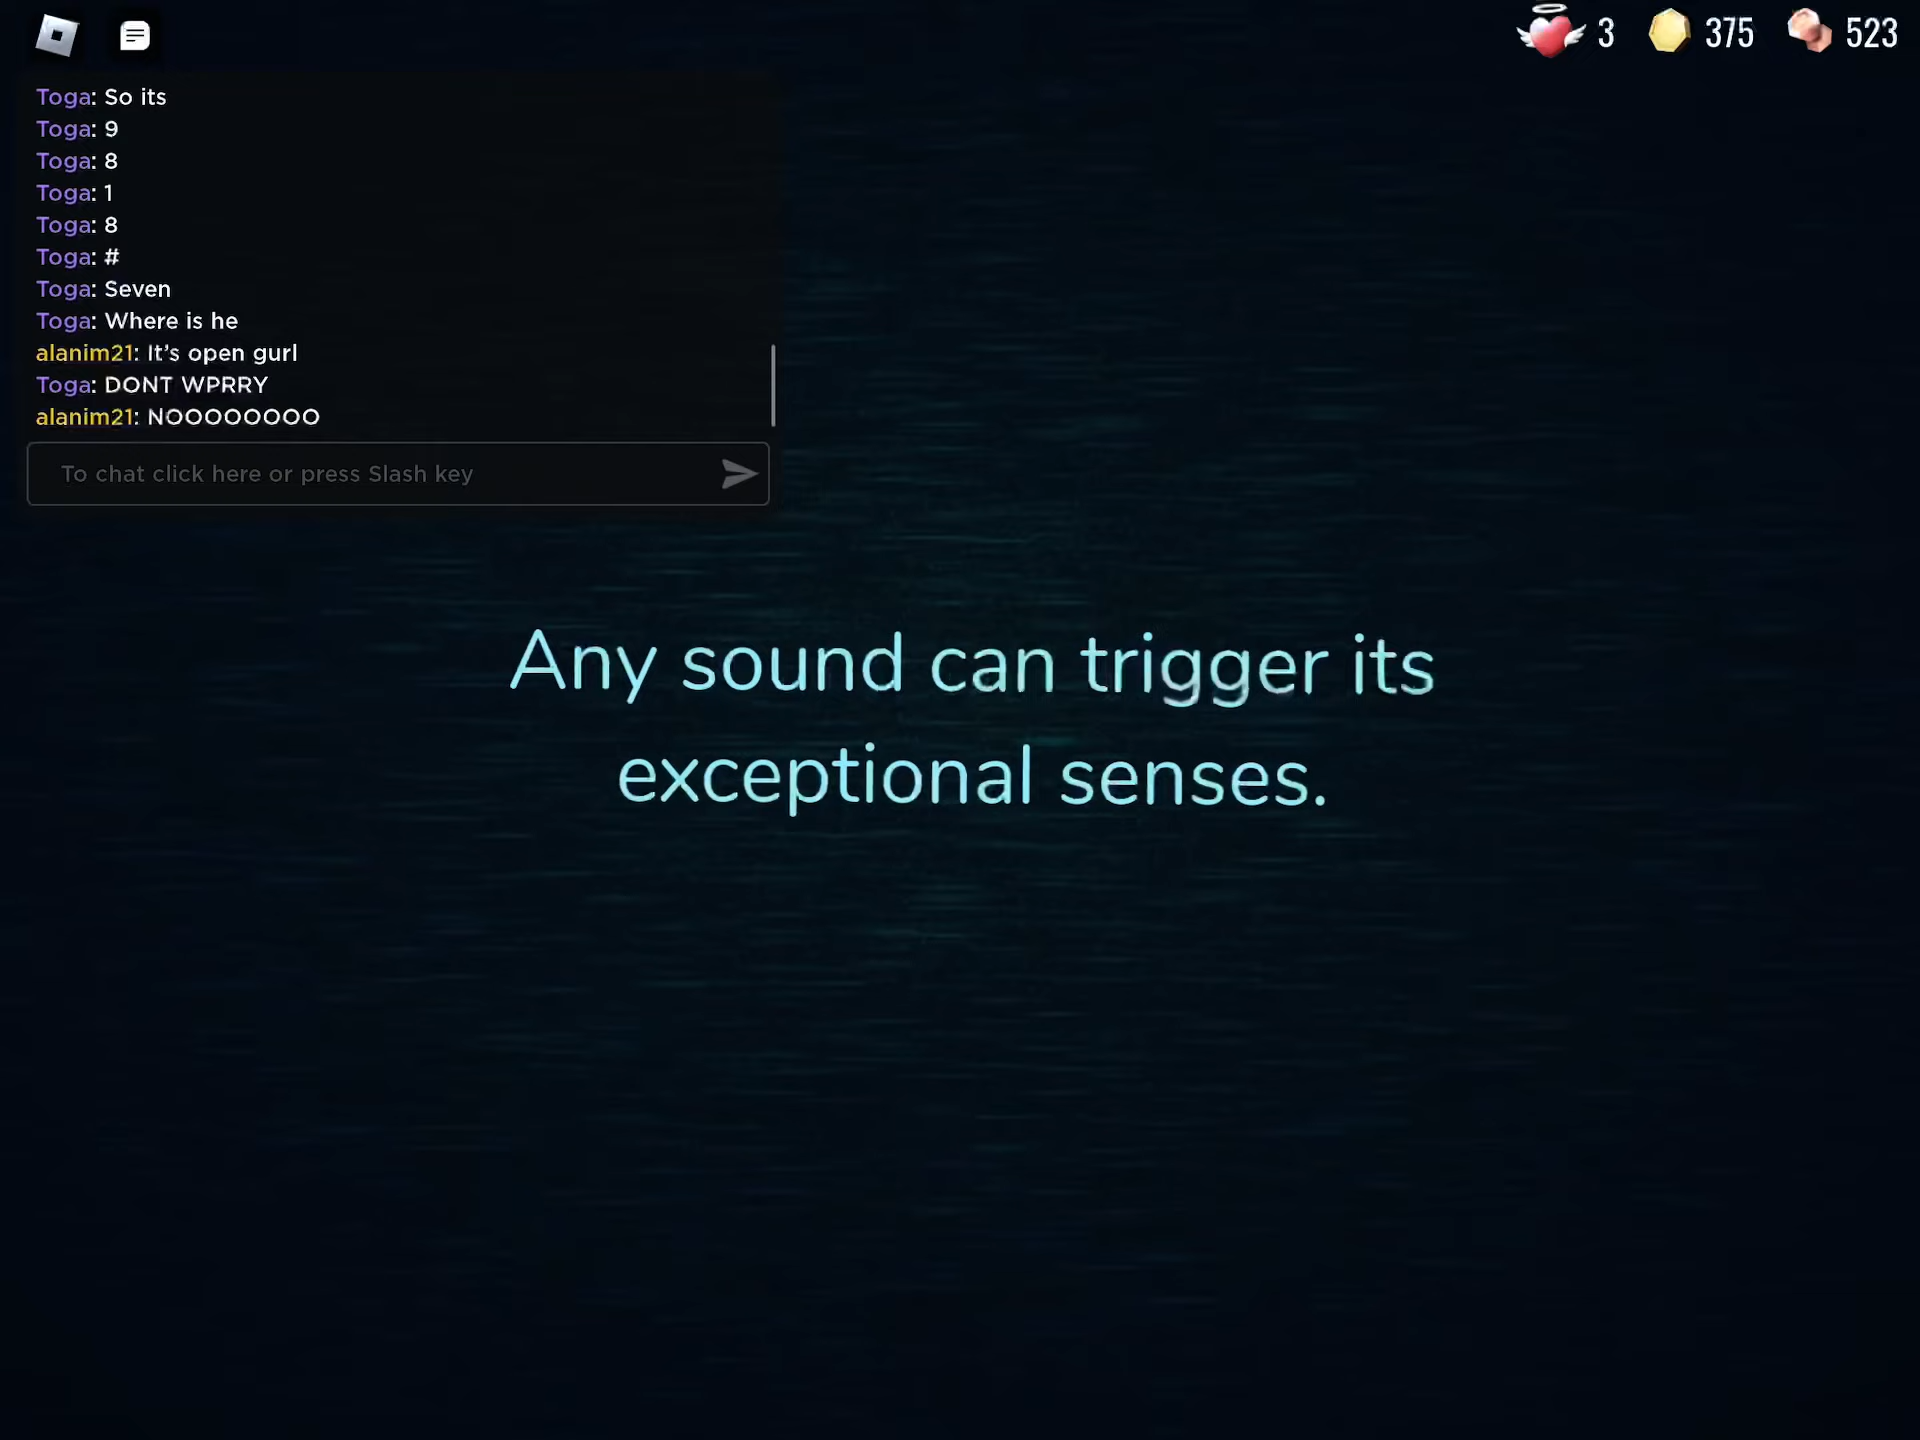 3 375 523
Toga: So its
Toga: 9
Toga: 8
Toga: 1
Toga: 8
Toga: #
Toga: Seven
Toga: Where is he
alanim21: It’s open gurl
Toga: DONT WPRRY
alanim21: NOOOOOOOO
To chat click here or press Slash key
Any sound can trigger its
exceptional senses.